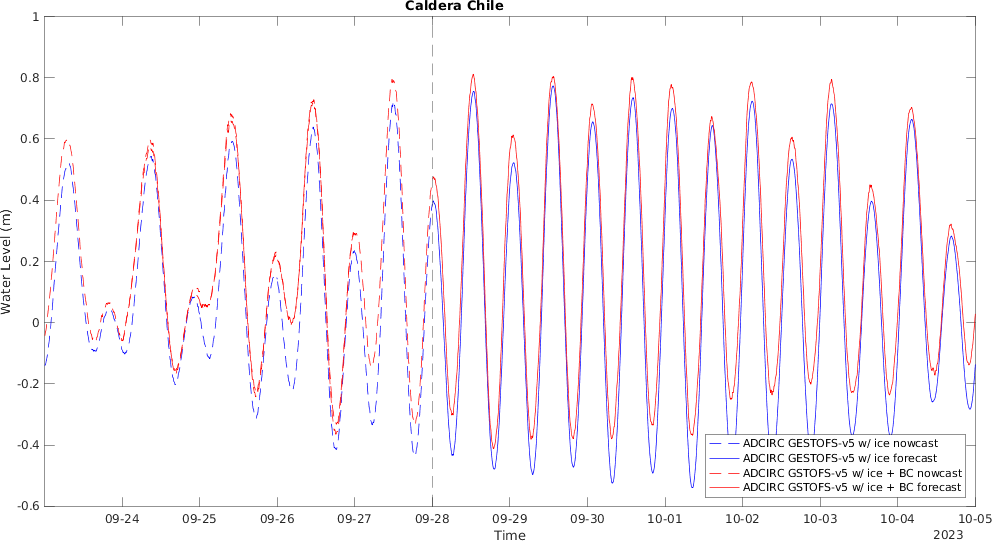 Caldera Chile
1
0.8
0.6
0.4
0.2
0
-0.2
-0.4
-0.6
Water Level (m)
ADCIRC GESTOFS-v5 w/ ice nowcast
ADCIRC GESTOFS-v5 w/ ice forecast
ADCIRC GSTOFS-v5 w/ ice + BC nowcast
ADCIRC GSTOFS-v5 w/ ice + BC forecast
09-24 09-25 09-26 09-27 09-28 09-29 09-30 10-01 10-02 10-03 10-04 10-05
Time
2023